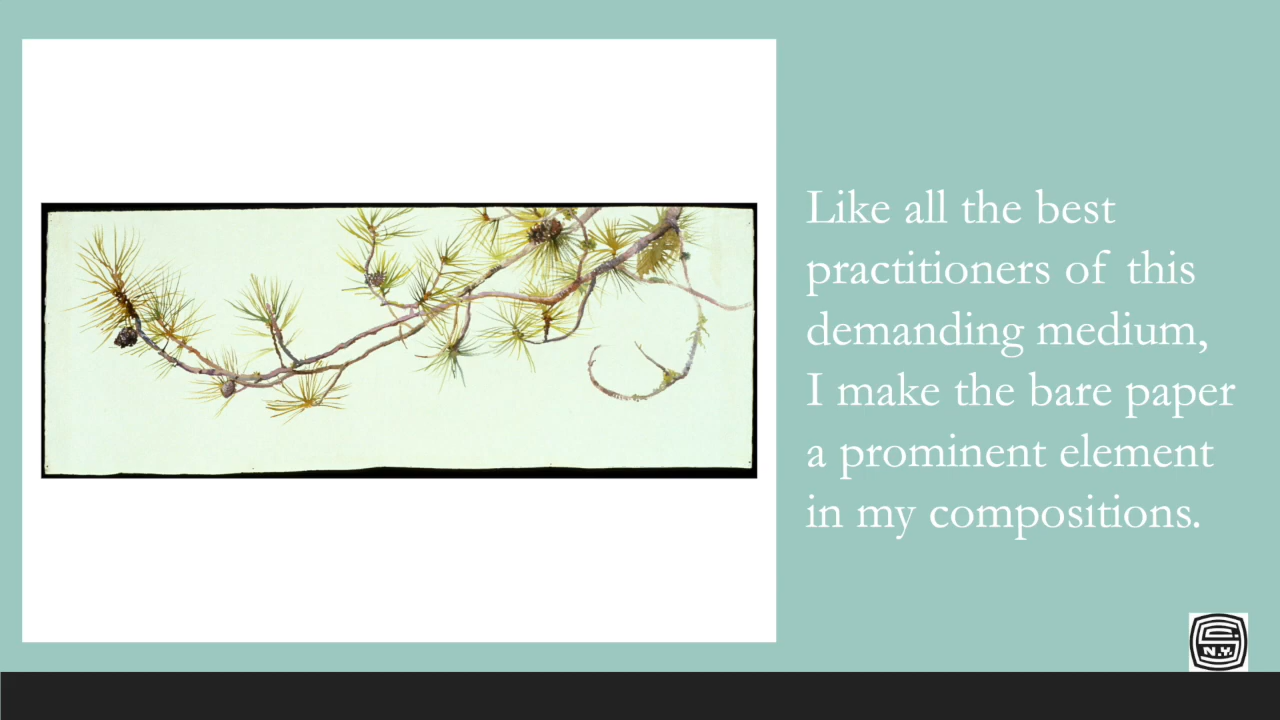 Like all the best
practitioners of this
demanding medium,
I make the bare paper
a prominent element
in my compositions.
N.Y.